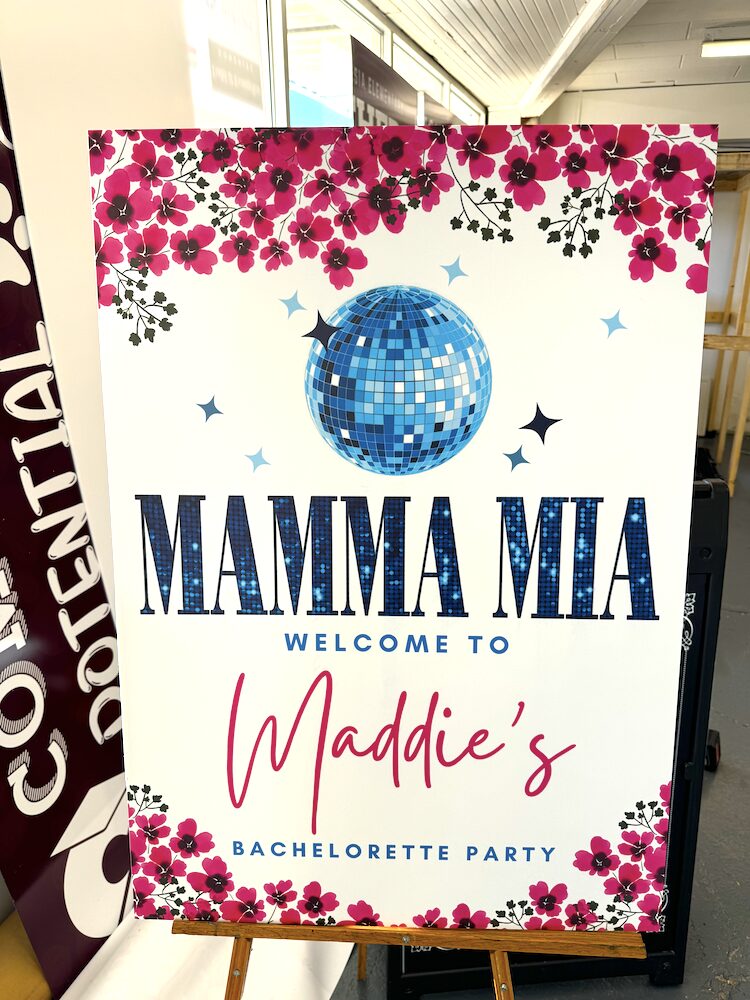 MAMMA MIA
WELCOME TO
Maddie's
BACHELORETTE PARTY
POTENTIAL